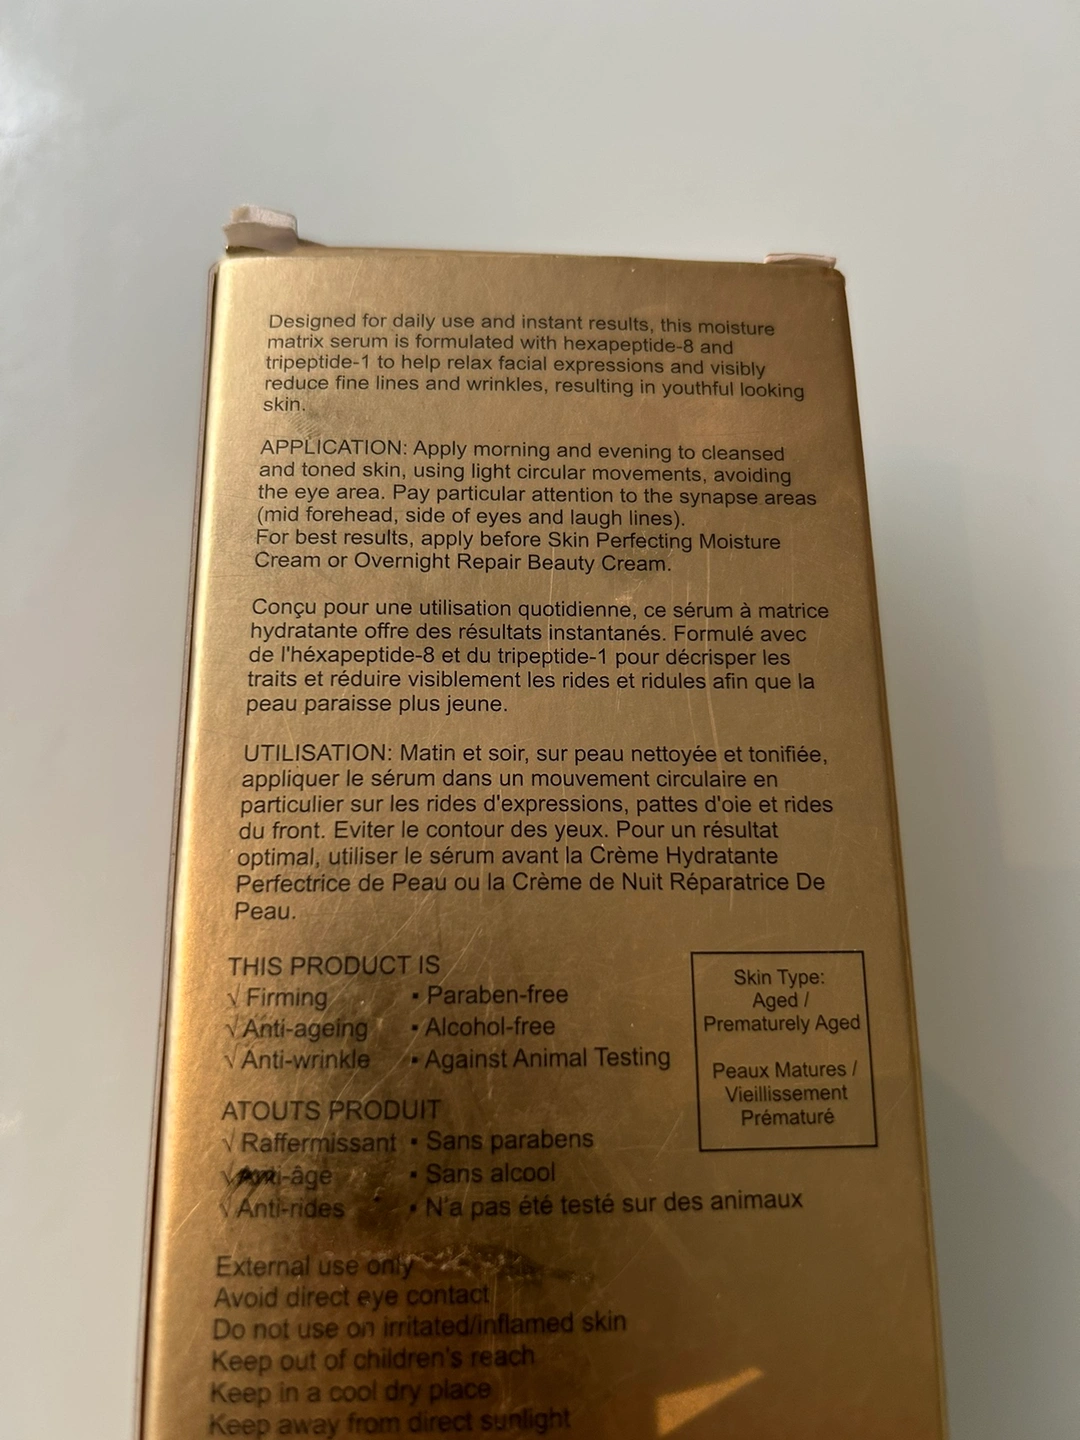 Designed for daily use and instant results, this moisture
matrix serum is formulated with hexapeptide-8 and
tripeptide-1 to help relax facial expressions and visibly
reduce fine lines and wrinkles, resulting in youthful looking
skin.
APPLICATION: Apply morning and evening to cleansed
and toned skin, using light circular movements, avoiding
the eye area. Pay particular attention to the synapse areas
(mid forehead, side of eyes and laugh lines).
For best results, apply before Skin Perfecting Moisture
Cream or Overnight Repair Beauty Cream.
Conçu pour une utilisation quotidienne, ce sérum à matrice
hydratante offre des résultats instantanés. Formulé avec
de l'héxapeptide-8 et du tripeptide-1 pour décrisper les
traits et réduire visiblement les rides et ridules afin que la
peau paraisse plus jeune.
UTILISATION: Matin et soir, sur peau nettoyée et tonifiée,
appliquer le sérum dans un mouvement circulaire en
particulier sur les rides d'expressions, pattes d'oie et rides
du front. Eviter le contour des yeux. Pour un résultat
optimal, utiliser le sérum avant la Crème Hydratante
Perfectrice de Peau ou la Crème de Nuit Réparatrice De
Peau.
THIS PRODUCT IS
√ Firming ▪ Paraben-free
√ Anti-ageing ▪ Alcohol-free
√ Anti-wrinkle ▪ Against Animal Testing
Skin Type:
Aged /
Prematurely Aged
Peaux Matures /
Vieillissement
Prématuré
ATOUTS PRODUIT
√ Raffermissant ▪ Sans parabens
√ Anti-âge ▪ Sans alcool
√ Anti-rides ▪ N'a pas été testé sur des animaux
External use only
Avoid direct eye contact
Do not use on irritated/inflamed skin
Keep out of children's reach
Keep in a cool dry place
Keep away from direct sunlight